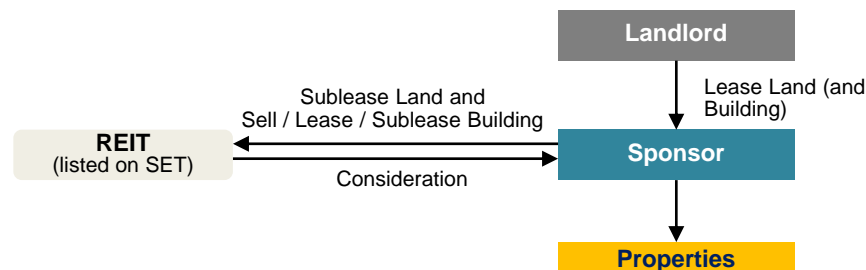 Landlord
Lease Land (and
Building)
Sublease Land and
Sell / Lease / Sublease Building
REIT
(listed on SET)
Sponsor
Consideration
Properties